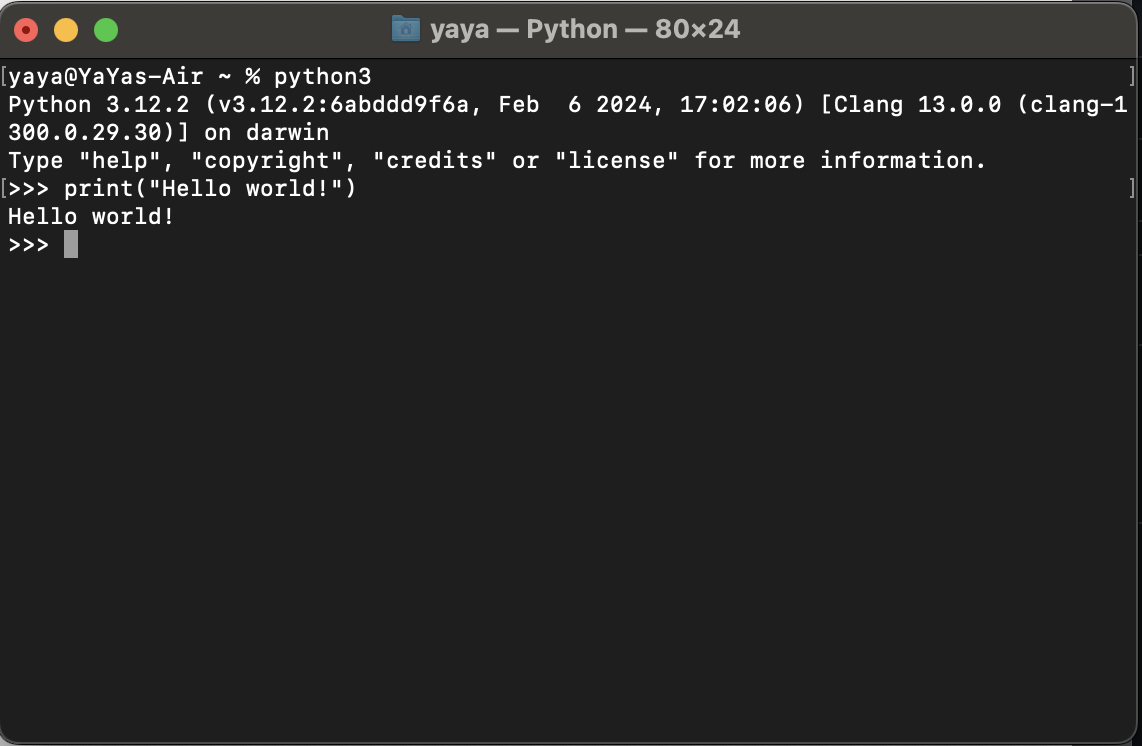 yaya — Python — 80×24
[yaya@YaYas-Air ~ % python3 ]
Python 3.12.2 (v3.12.2:6abddd9f6a, Feb  6 2024, 17:02:06) [Clang 13.0.0 (clang-1
300.0.29.30)] on darwin
Type "help", "copyright", "credits" or "license" for more information.
[>>> print("Hello world!") ]
Hello world!
>>>